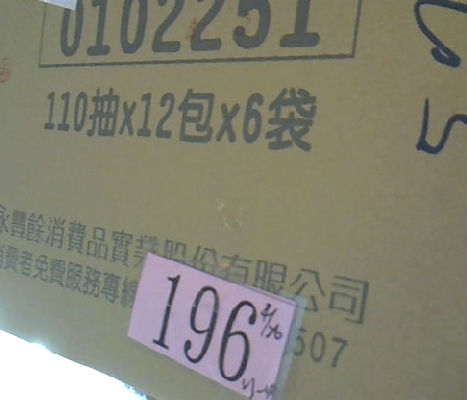 0102251
110抽x12包x6袋
永豐餘消費品實業股份有限公司
消費者免費服務專線
507
196